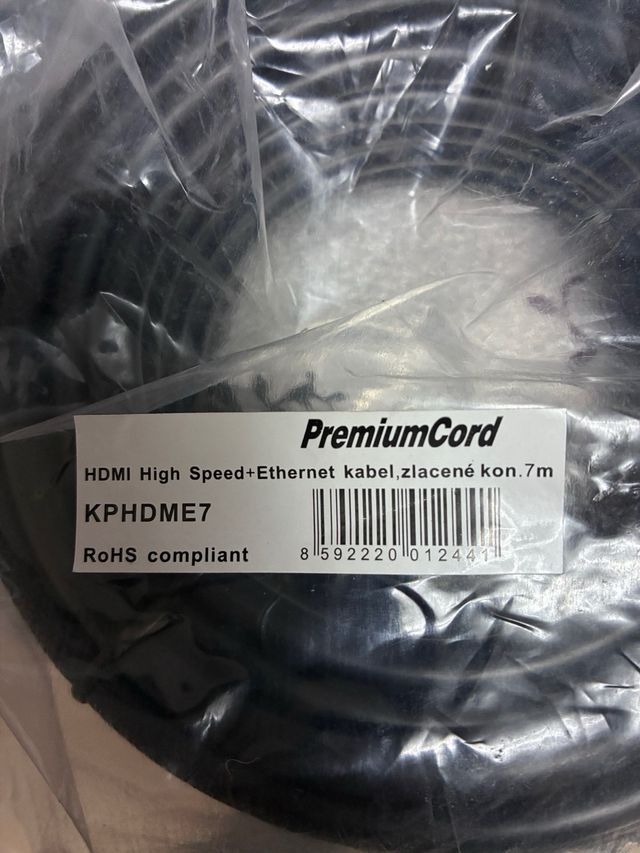 PremiumCord
HDMI High Speed+Ethernet kabel,zlacené kon.7m
KPHDME7
RoHS compliant
8 592220 012441